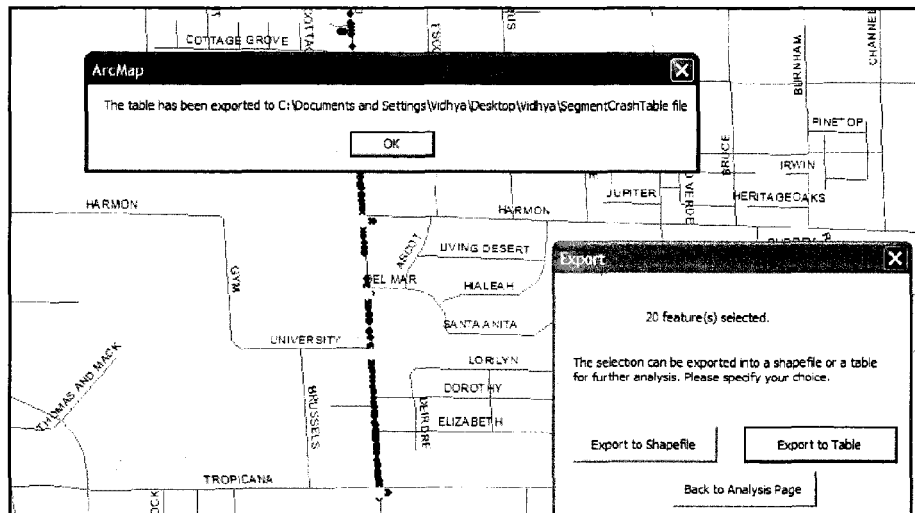 COTTAGE GROVE
BURNHAM
CHANNEL
ArcMap
The table has been exported to C:\Documents and Settings\Vidhya\Desktop\Vidhya\SegmentCrashTable file
OK
BRUCE
PINETOP
IRWIN
JUPITER
HERITAGEOAKS
HARMON
HARMON
ASCOT
LIVING DESERT
GYM
DEL MAR
HIALEAH
SANTA ANITA
UNIVERSITY
LORILYN
THOMAS AND MACK
BRUSSELS
DOROTHY
DEIRDRE
ELIZABETH
TROPICANA
Export
20 feature(s) selected.
The selection can be exported into a shapefile or a table
for further analysis. Please specify your choice.
Export to Shapefile
Export to Table
Back to Analysis Page